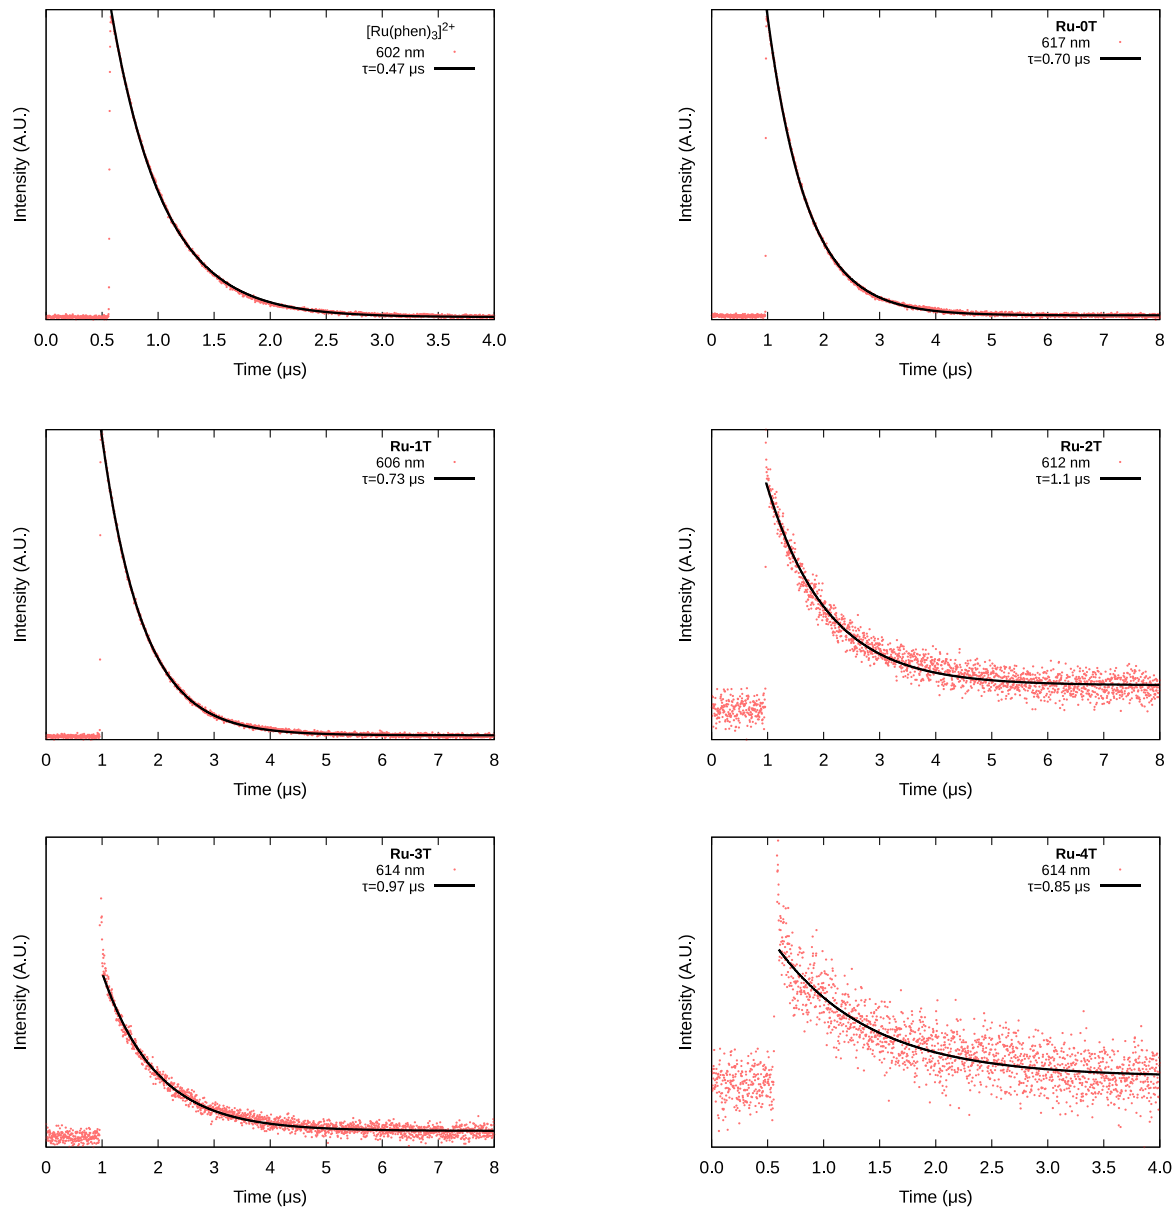 [Ru(phen)3]2+
602 nm
τ=0.47 μs
Intensity (A.U.)
0.0 0.5 1.0 1.5 2.0 2.5 3.0 3.5 4.0
Time (μs)
Ru-0T
617 nm
τ=0.70 μs
Intensity (A.U.)
0 1 2 3 4 5 6 7 8
Time (μs)
Ru-1T
606 nm
τ=0.73 μs
Intensity (A.U.)
0 1 2 3 4 5 6 7 8
Time (μs)
Ru-2T
612 nm
τ=1.1 μs
Intensity (A.U.)
0 1 2 3 4 5 6 7 8
Time (μs)
Ru-3T
614 nm
τ=0.97 μs
Intensity (A.U.)
0 1 2 3 4 5 6 7 8
Time (μs)
Ru-4T
614 nm
τ=0.85 μs
Intensity (A.U.)
0.0 0.5 1.0 1.5 2.0 2.5 3.0 3.5 4.0
Time (μs)